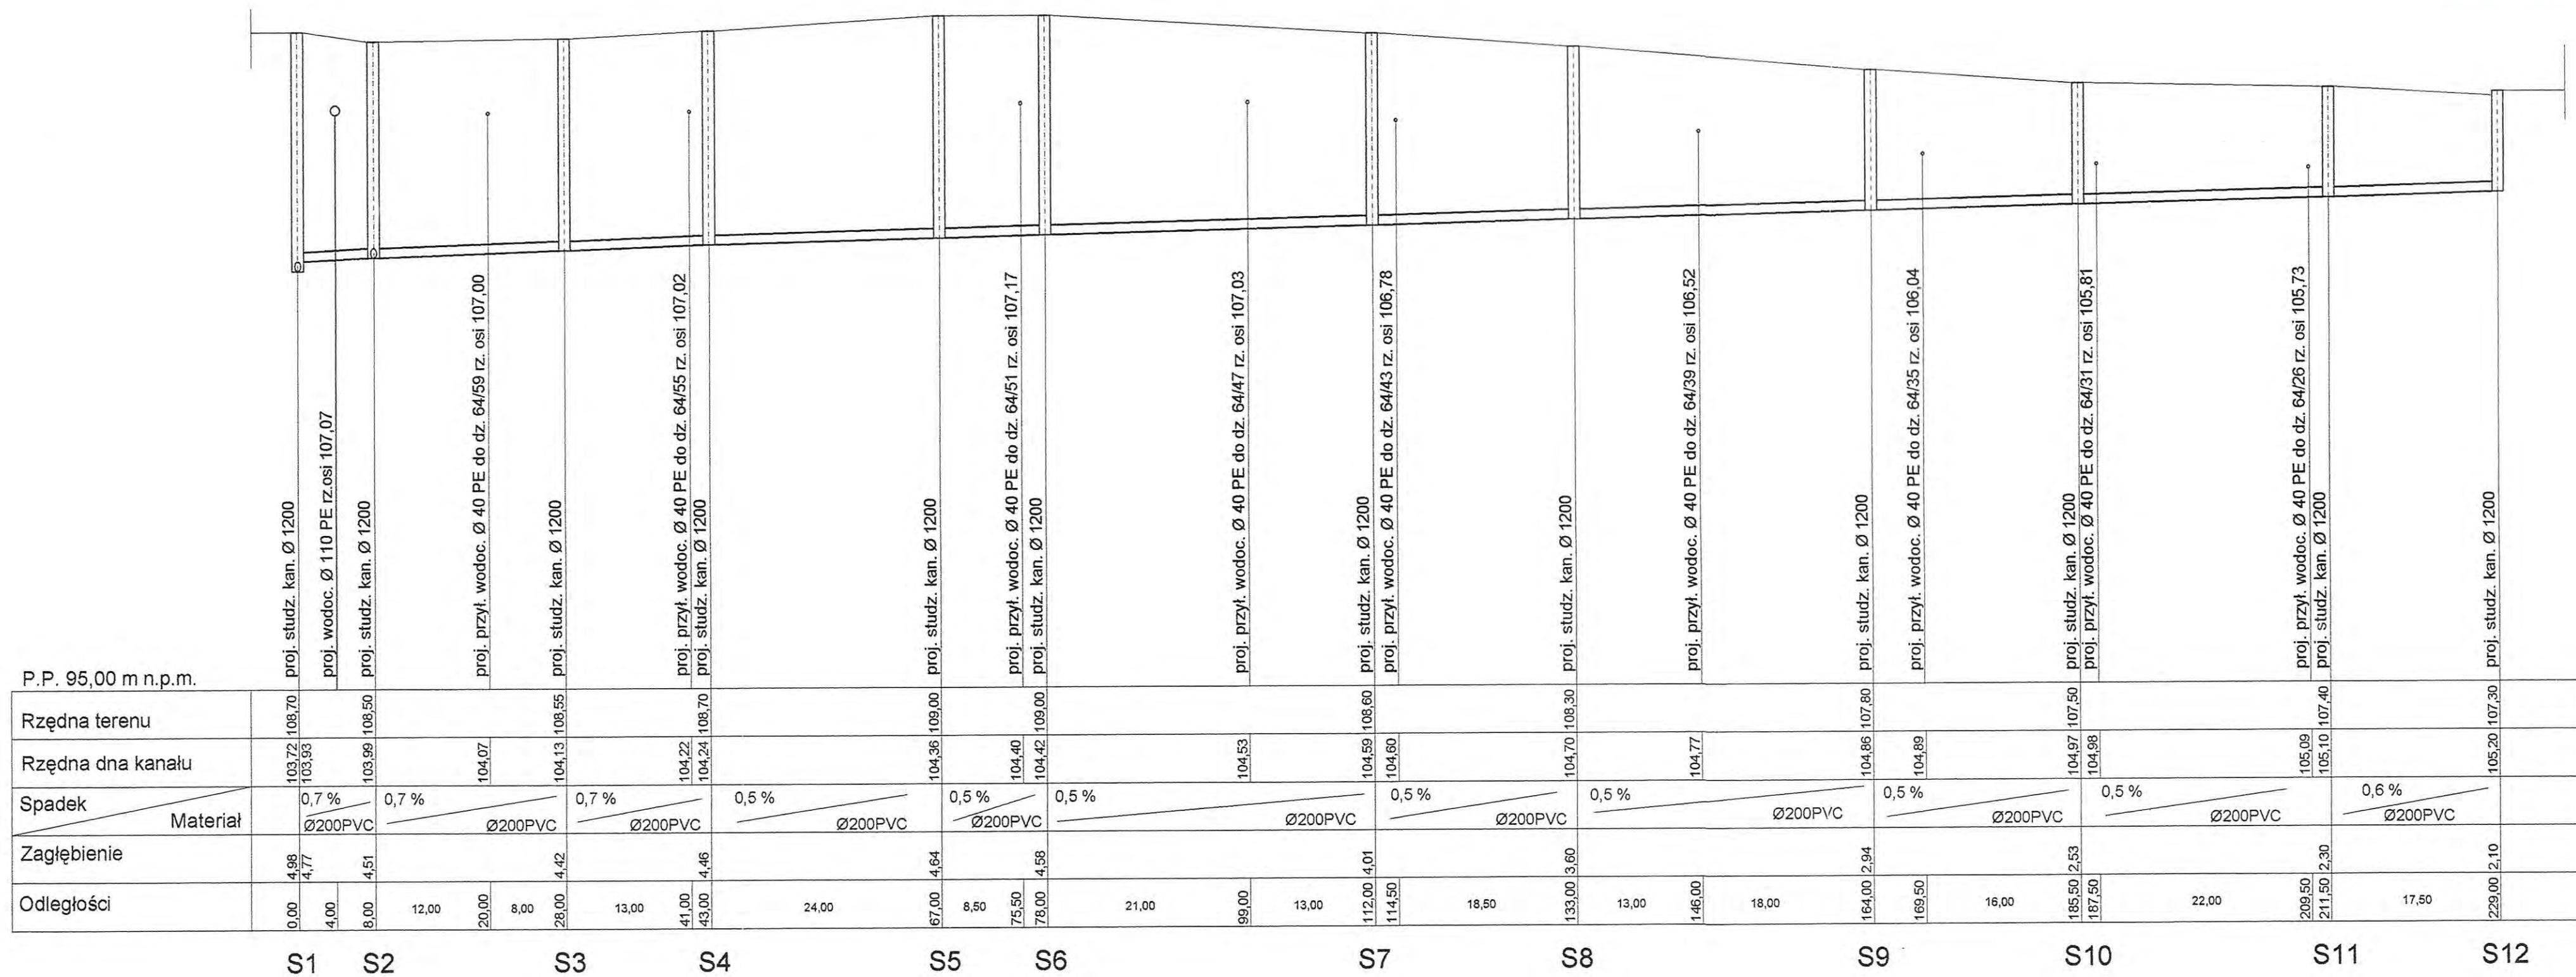 proj. studz. kan. Ø 1200
proj. wodoc. Ø 110 PE rz.osi 107,07
proj. studz. kan. Ø 1200
proj. przył. wodoc. Ø 40 PE do dz. 64/59 rz. osi 107,00
proj. studz. kan. Ø 1200
proj. przył. wodoc. Ø 40 PE do dz. 64/55 rz. osi 107,02
proj. studz. kan. Ø 1200
proj. studz. kan. Ø 1200
proj. przył. wodoc. Ø 40 PE do dz. 64/51 rz. osi 107,17
proj. studz. kan. Ø 1200
proj. przył. wodoc. Ø 40 PE do dz. 64/47 rz. osi 107,03
proj. studz. kan. Ø 1200
proj. przył. wodoc. Ø 40 PE do dz. 64/43 rz. osi 106,78
proj. studz. kan. Ø 1200
proj. przył. wodoc. Ø 40 PE do dz. 64/39 rz. osi 106,52
proj. studz. kan. Ø 1200
proj. przył. wodoc. Ø 40 PE do dz. 64/35 rz. osi 106,04
proj. studz. kan. Ø 1200
proj. przył. wodoc. Ø 40 PE do dz. 64/31 rz. osi 105,81
proj. przył. wodoc. Ø 40 PE do dz. 64/26 rz. osi 105,73
proj. studz. kan. Ø 1200
proj. studz. kan. Ø 1200
P.P. 95,00 m n.p.m.
Rzędna terenu 108,70 108,50 108,55 108,70 109,00 109,00 108,60 108,30 107,80 107,50 107,40 107,30
Rzędna dna kanału 103,72 103,93 103,99 104,07 104,13 104,22 104,24 104,36 104,40 104,42 104,53 104,59 104,60 104,70 104,77 104,86 104,89 104,97 104,98 105,09 105,10 105,20
Spadek 0,7 % 0,7 % 0,7 % 0,5 % 0,5 % 0,5 % 0,5 % 0,5 % 0,5 % 0,5 % 0,6 %
Materiał Ø200PVC Ø200PVC Ø200PVC Ø200PVC Ø200PVC Ø200PVC Ø200PVC Ø200PVC Ø200PVC Ø200PVC Ø200PVC
Zagłębienie 4,98 4,77 4,51 4,42 4,46 4,64 4,58 4,01 3,60 2,94 2,53 2,30 2,10
Odległości 0,00 4,00 8,00 12,00 20,00 8,00 28,00 13,00 41,00 43,00 24,00 67,00 8,50 75,50 78,00 21,00 99,00 13,00 112,00 114,50 18,50 133,00 13,00 146,00 18,00 164,00 169,50 16,00 185,50 187,50 22,00 209,50 211,50 17,50 229,00
S1 S2 S3 S4 S5 S6 S7 S8 S9 S10 S11 S12